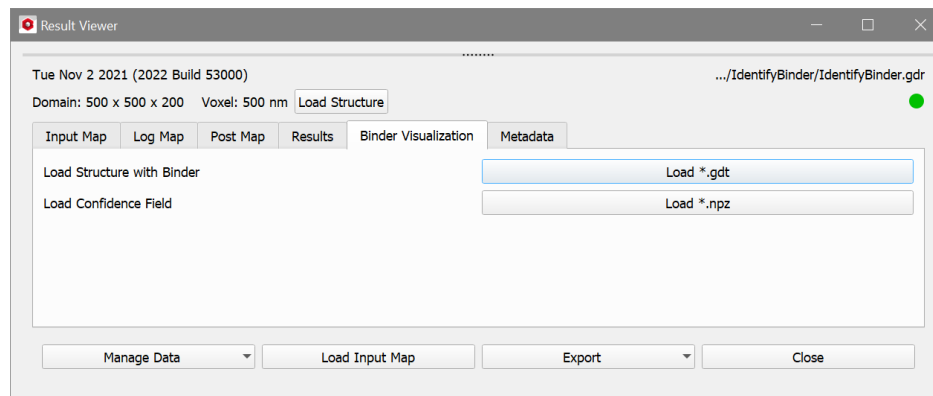 Result Viewer
Tue Nov 2 2021 (2022 Build 53000) .../IdentifyBinder/IdentifyBinder.gdr
Domain: 500 x 500 x 200 Voxel: 500 nm Load Structure
Input Map Log Map Post Map Results Binder Visualization Metadata
Load Structure with Binder Load *.gdt
Load Confidence Field Load *.npz
Manage Data Load Input Map Export Close